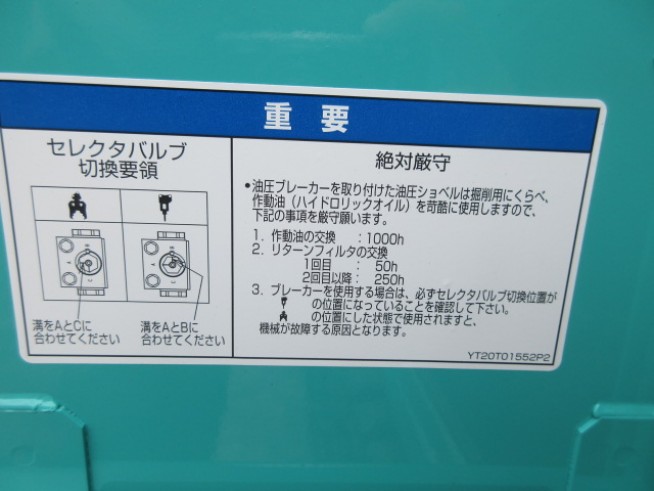 重要
セレクタバルブ
切換要領
溝をAとCに
合わせてください
溝をAとBに
合わせてください
絶対厳守
•油圧ブレーカーを取り付けた油圧ショベルは掘削用にくらべ、
作動油（ハイドロリックオイル）を苛酷に使用しますので、
下記の事項を厳守願います。
1. 作動油の交換 : 1000h
2. リターンフィルタの交換
1回目 : 50h
2回目以降 : 250h
3. ブレーカーを使用する場合は、必ずセレクタバルブ切換位置が
の位置になっていることを確認して下さい。
の位置にした状態で使用されますと、
機械が故障する原因となります。
YT20T01552P2